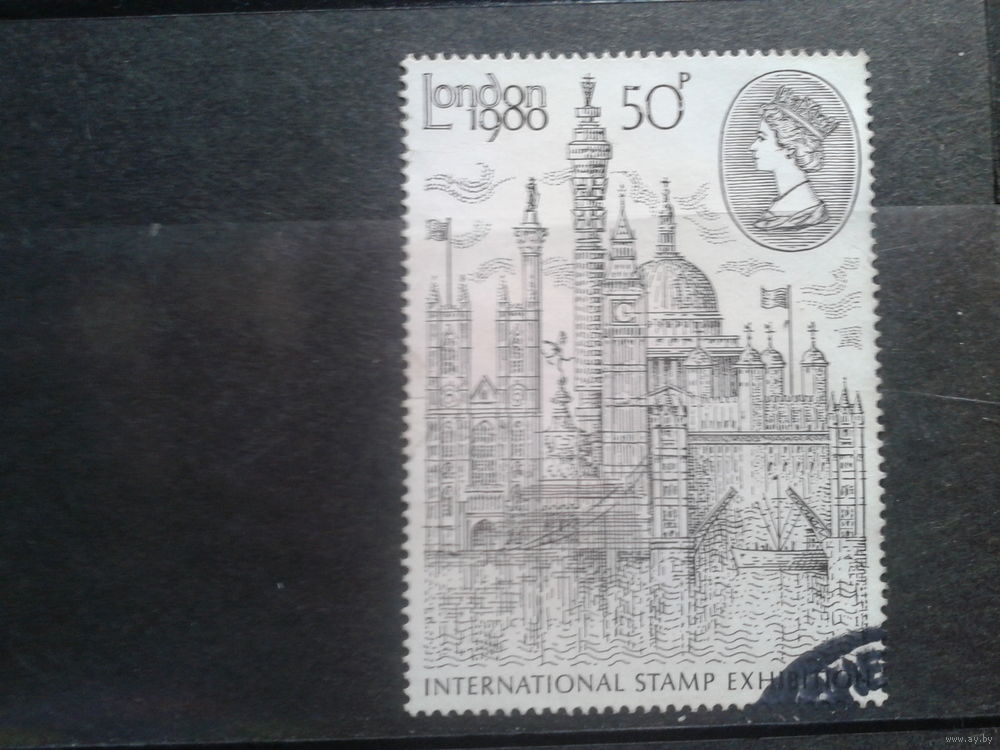 London
1980
50P
INTERNATIONAL STAMP EXHIBITION
www.ay.by